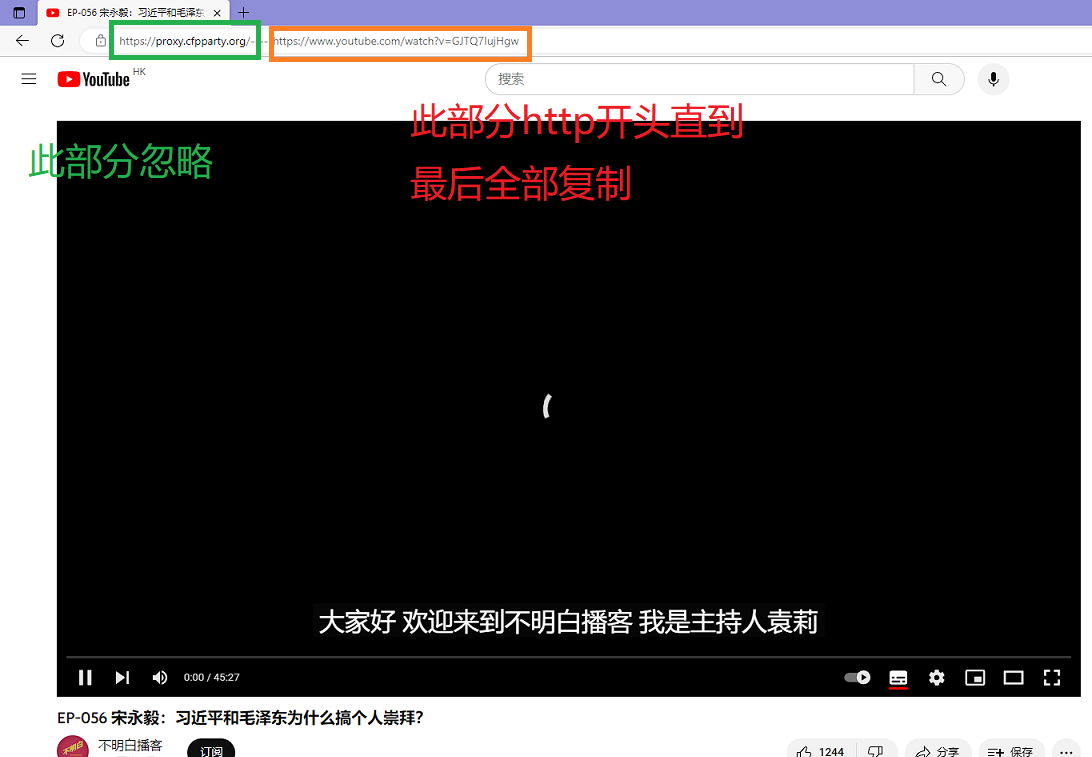 EP-056 宋永毅：习近平和毛泽东
https://proxy.cfpparty.org/-----https://www.youtube.com/watch?v=GJTQ7IujHgw
YouTube HK
搜索
此部分http开头直到
最后全部复制
此部分忽略
大家好 欢迎来到不明白播客 我是主持人袁莉
0:00 / 45:27
EP-056 宋永毅：习近平和毛泽东为什么搞个人崇拜？
不明白
不明白播客
订阅
1244
分享
保存